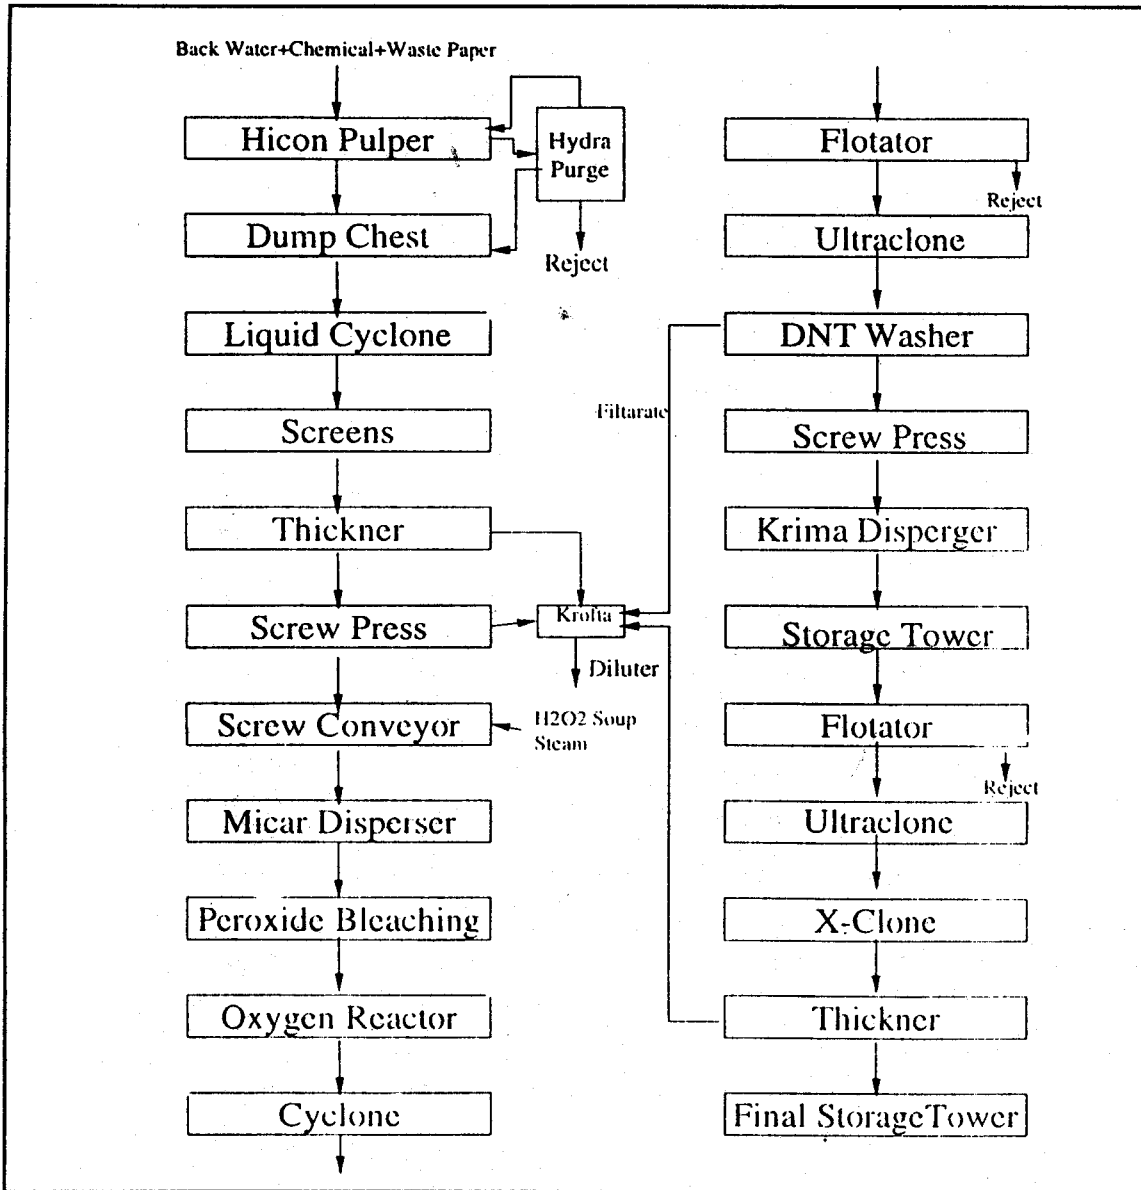 Back Water+Chemical+Waste Paper
Hicon Pulper
Hydra
Purge
Reject
Dump Chest
Liquid Cyclone
Screens
Thickner
Screw Press
Krofta
Diluter
Screw Conveyor
H2O2 Soup
Steam
Micar Disperser
Peroxide Bleaching
Oxygen Reactor
Cyclone
Flotator
Reject
Ultraclone
DNT Washer
Filtarate
Screw Press
Krima Disperger
Storage Tower
Flotator
Reject
Ultraclone
X-Clone
Thickner
Final StorageTower